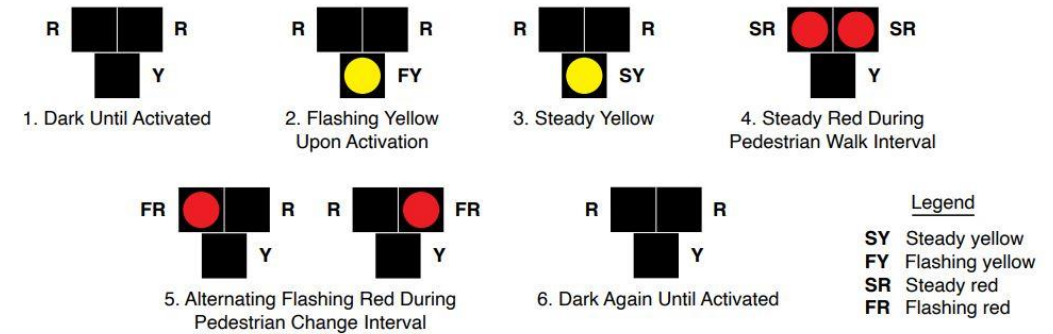 R R R R R R SR SR
Y FY SY Y
1. Dark Until Activated
2. Flashing Yellow
Upon Activation
3. Steady Yellow
4. Steady Red During
Pedestrian Walk Interval
FR R R FR
Y Y
5. Alternating Flashing Red During
Pedestrian Change Interval
R R
Y
6. Dark Again Until Activated
Legend
SY Steady yellow
FY Flashing yellow
SR Steady red
FR Flashing red